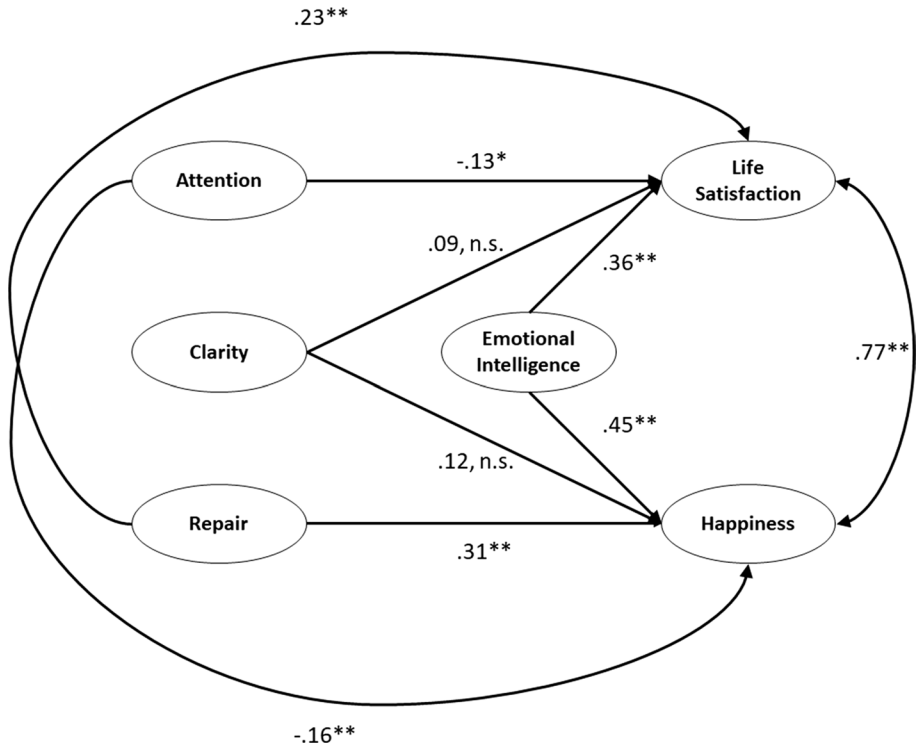 .23**
Attention
-.13*
Life
Satisfaction
.09, n.s.
.36**
Clarity
Emotional
Intelligence
.77**
.45**
.12, n.s.
Repair
.31**
Happiness
-.16**